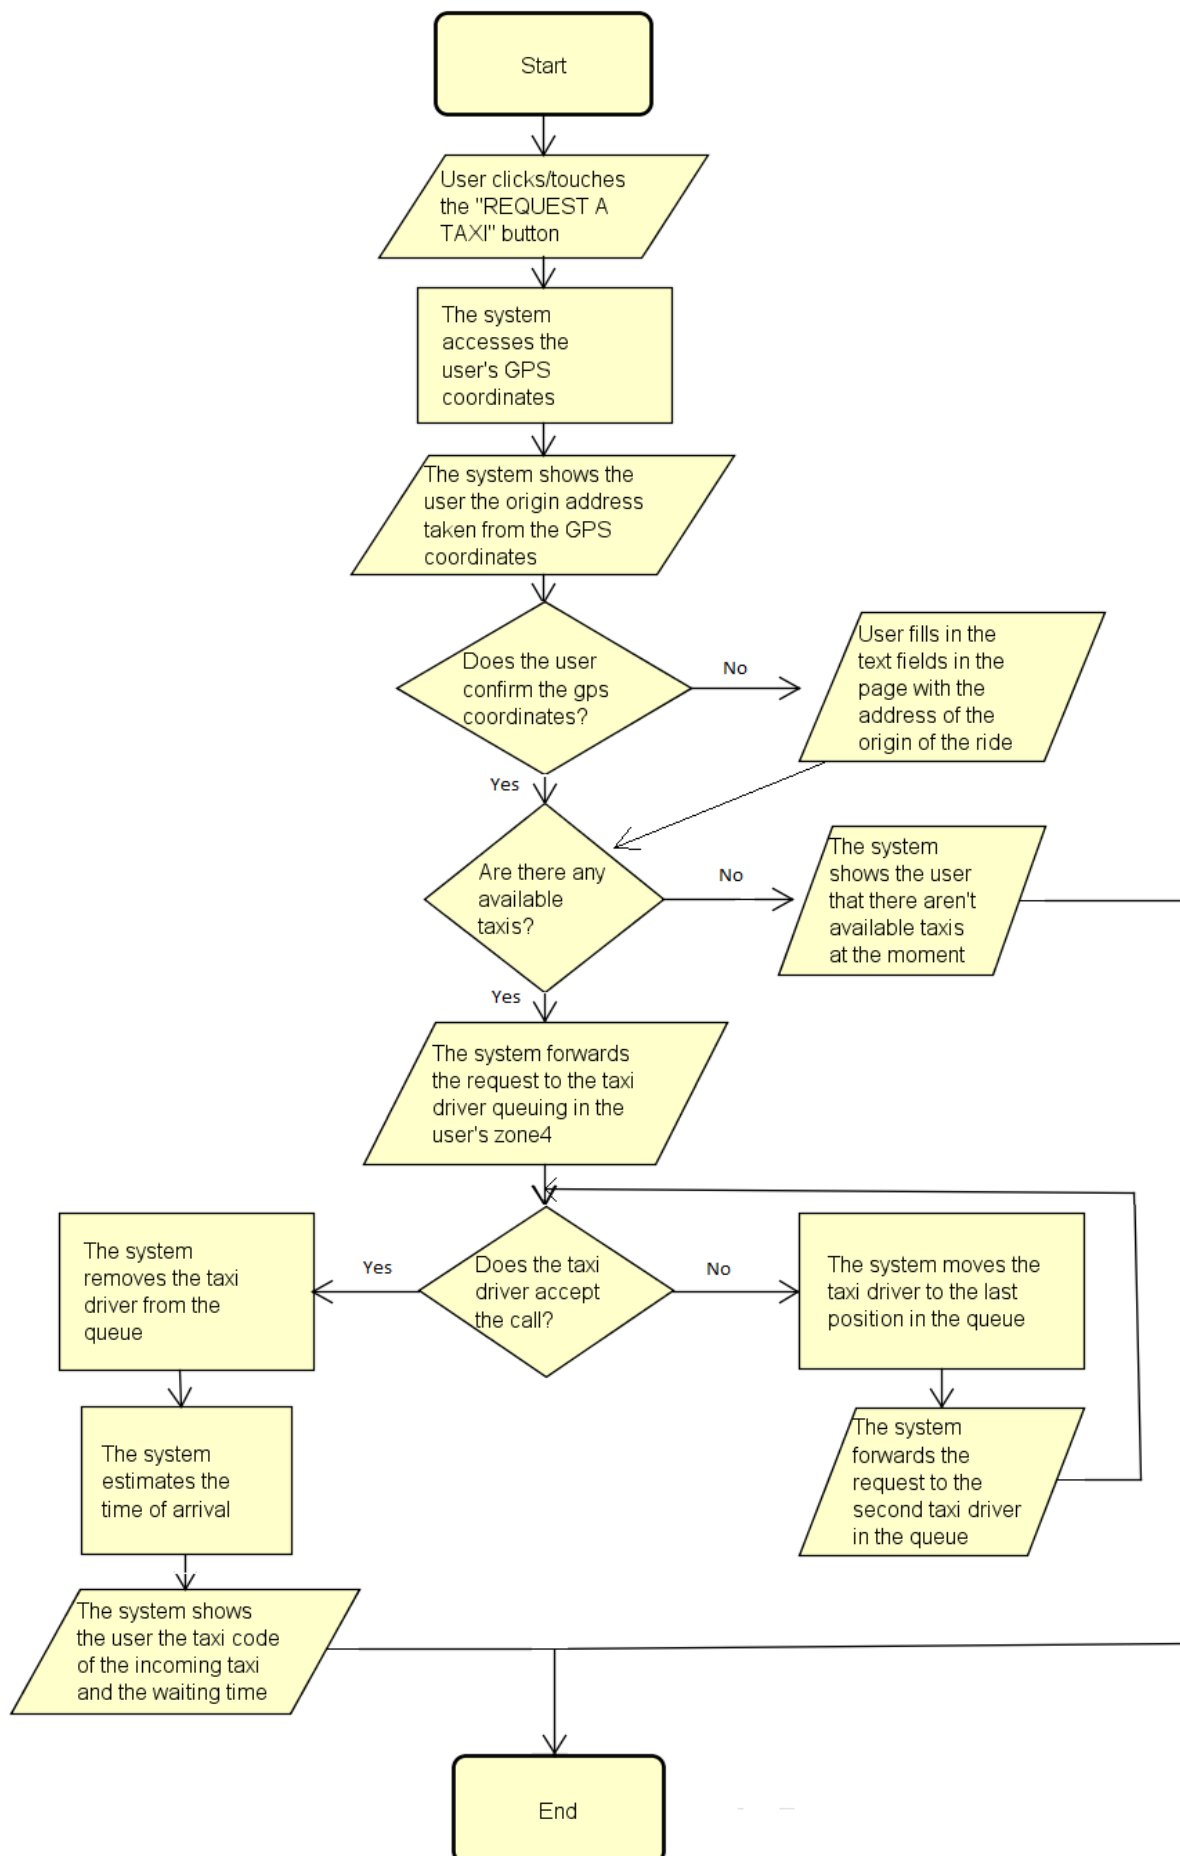 Start
User clicks/touches
the "REQUEST A
TAXI" button
The system
accesses the
user's GPS
coordinates
The system shows the
user the origin address
taken from the GPS
coordinates
Does the user
confirm the gps
coordinates?
No
User fills in the
text fields in the
page with the
address of the
origin of the ride
Yes
Are there any
available
taxis?
No
The system
shows the user
that there aren't
available taxis
at the moment
Yes
The system forwards
the request to the taxi
driver queuing in the
user's zone4
The system
removes the taxi
driver from the
queue
Yes
Does the taxi
driver accept
the call?
No
The system moves the
taxi driver to the last
position in the queue
The system
estimates the
time of arrival
The system
forwards the
request to the
second taxi driver
in the queue
The system shows
the user the taxi code
of the incoming taxi
and the waiting time
End